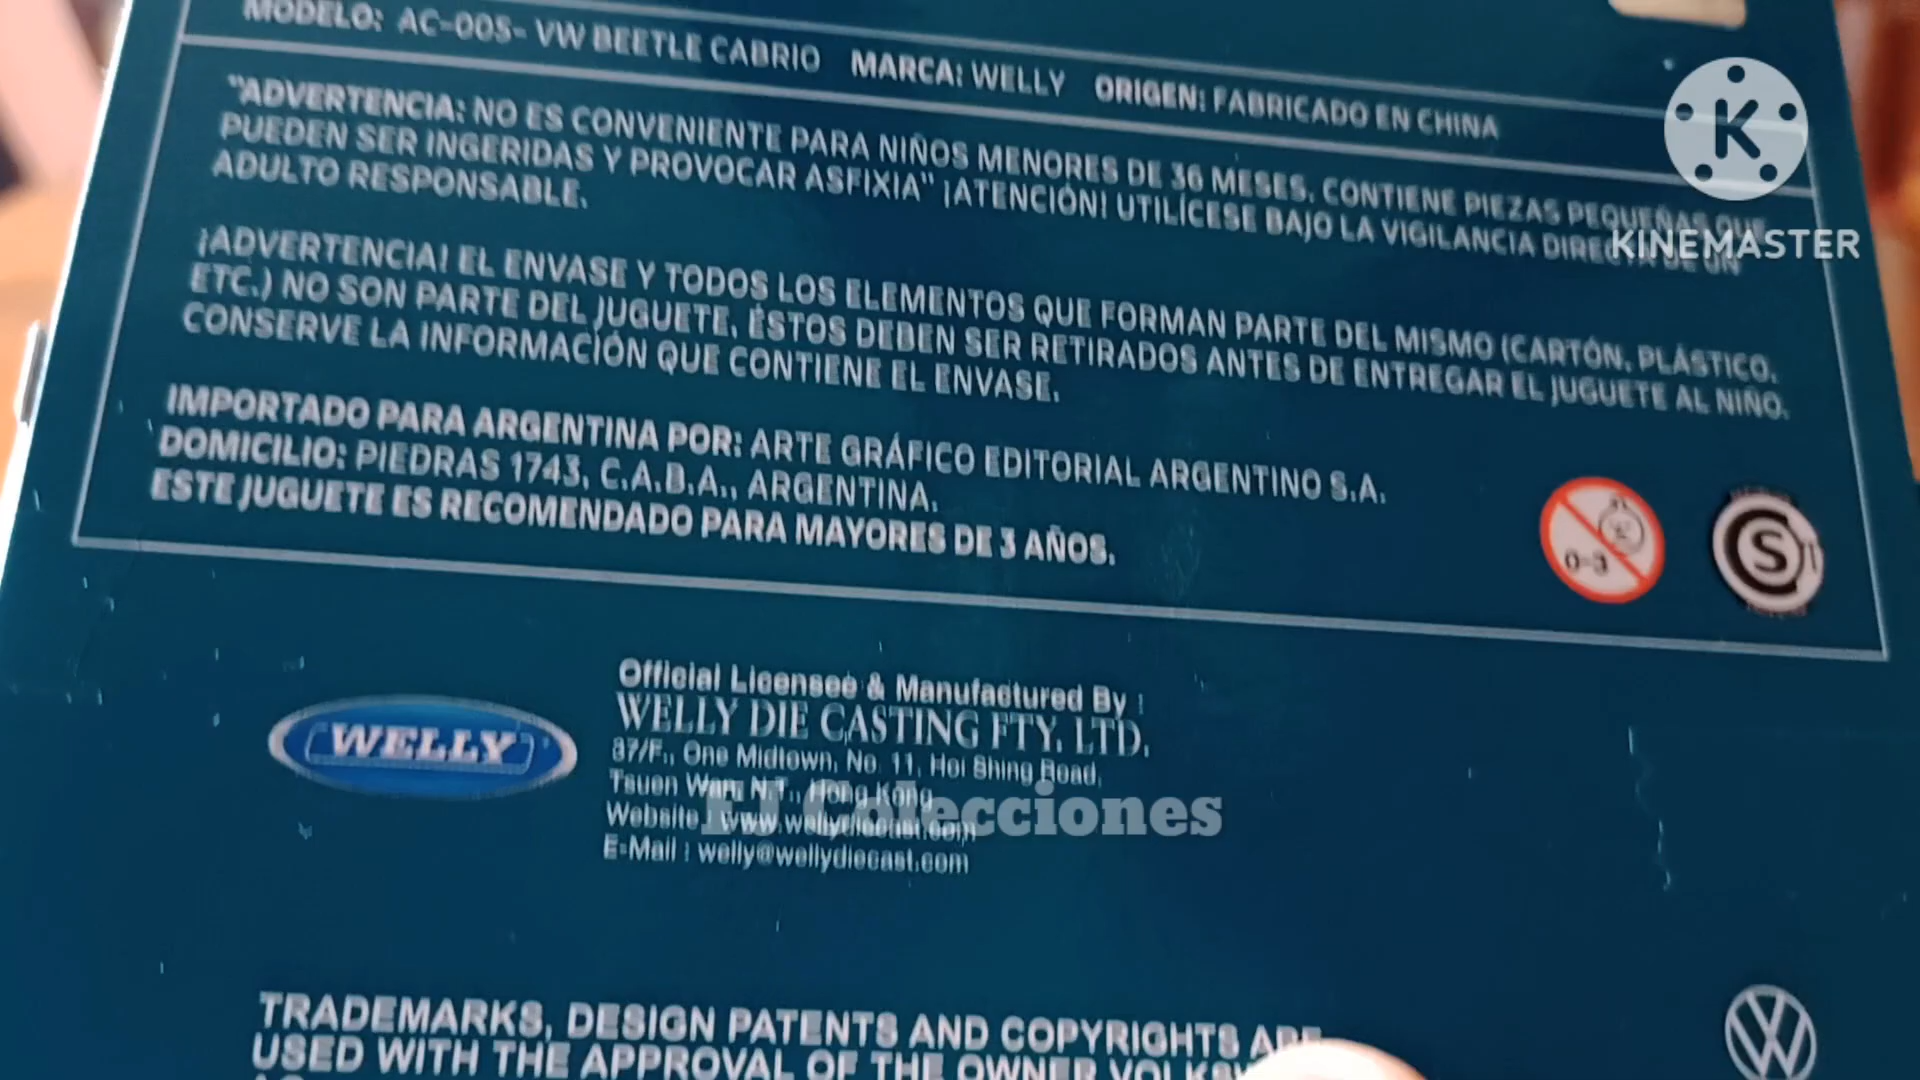 MODELO: AC-005- VW BEETLE CABRIO MARCA: WELLY ORIGEN: FABRICADO EN CHINA
"ADVERTENCIA: NO ES CONVENIENTE PARA NIÑOS MENORES DE 36 MESES. CONTIENE PIEZAS PEQUEÑAS QUE
PUEDEN SER INGERIDAS Y PROVOCAR ASFIXIA" ¡ATENCIÓN! UTILÍCESE BAJO LA VIGILANCIA DIRECTA DE UN
ADULTO RESPONSABLE.
¡ADVERTENCIA! EL ENVASE Y TODOS LOS ELEMENTOS QUE FORMAN PARTE DEL MISMO (CARTÓN, PLÁSTICO,
ETC.) NO SON PARTE DEL JUGUETE, ÉSTOS DEBEN SER RETIRADOS ANTES DE ENTREGAR EL JUGUETE AL NIÑO.
CONSERVE LA INFORMACIÓN QUE CONTIENE EL ENVASE.
IMPORTADO PARA ARGENTINA POR: ARTE GRÁFICO EDITORIAL ARGENTINO S.A.
DOMICILIO: PIEDRAS 1743, C.A.B.A., ARGENTINA.
ESTE JUGUETE ES RECOMENDADO PARA MAYORES DE 3 AÑOS.
0-3
S
K
KINEMASTER
WELLY
Official Licensee & Manufactured By :
WELLY DIE CASTING FTY. LTD.
37/F., One Midtown, No. 11, Hoi Shing Road,
Tsuen Wan, N.T., Hong Kong
Website : www.wellydiecast.com
E-Mail : welly@wellydiecast.com
Colecciones
TRADEMARKS, DESIGN PATENTS AND COPYRIGHTS ARE
USED WITH THE APPROVAL OF THE OWNER